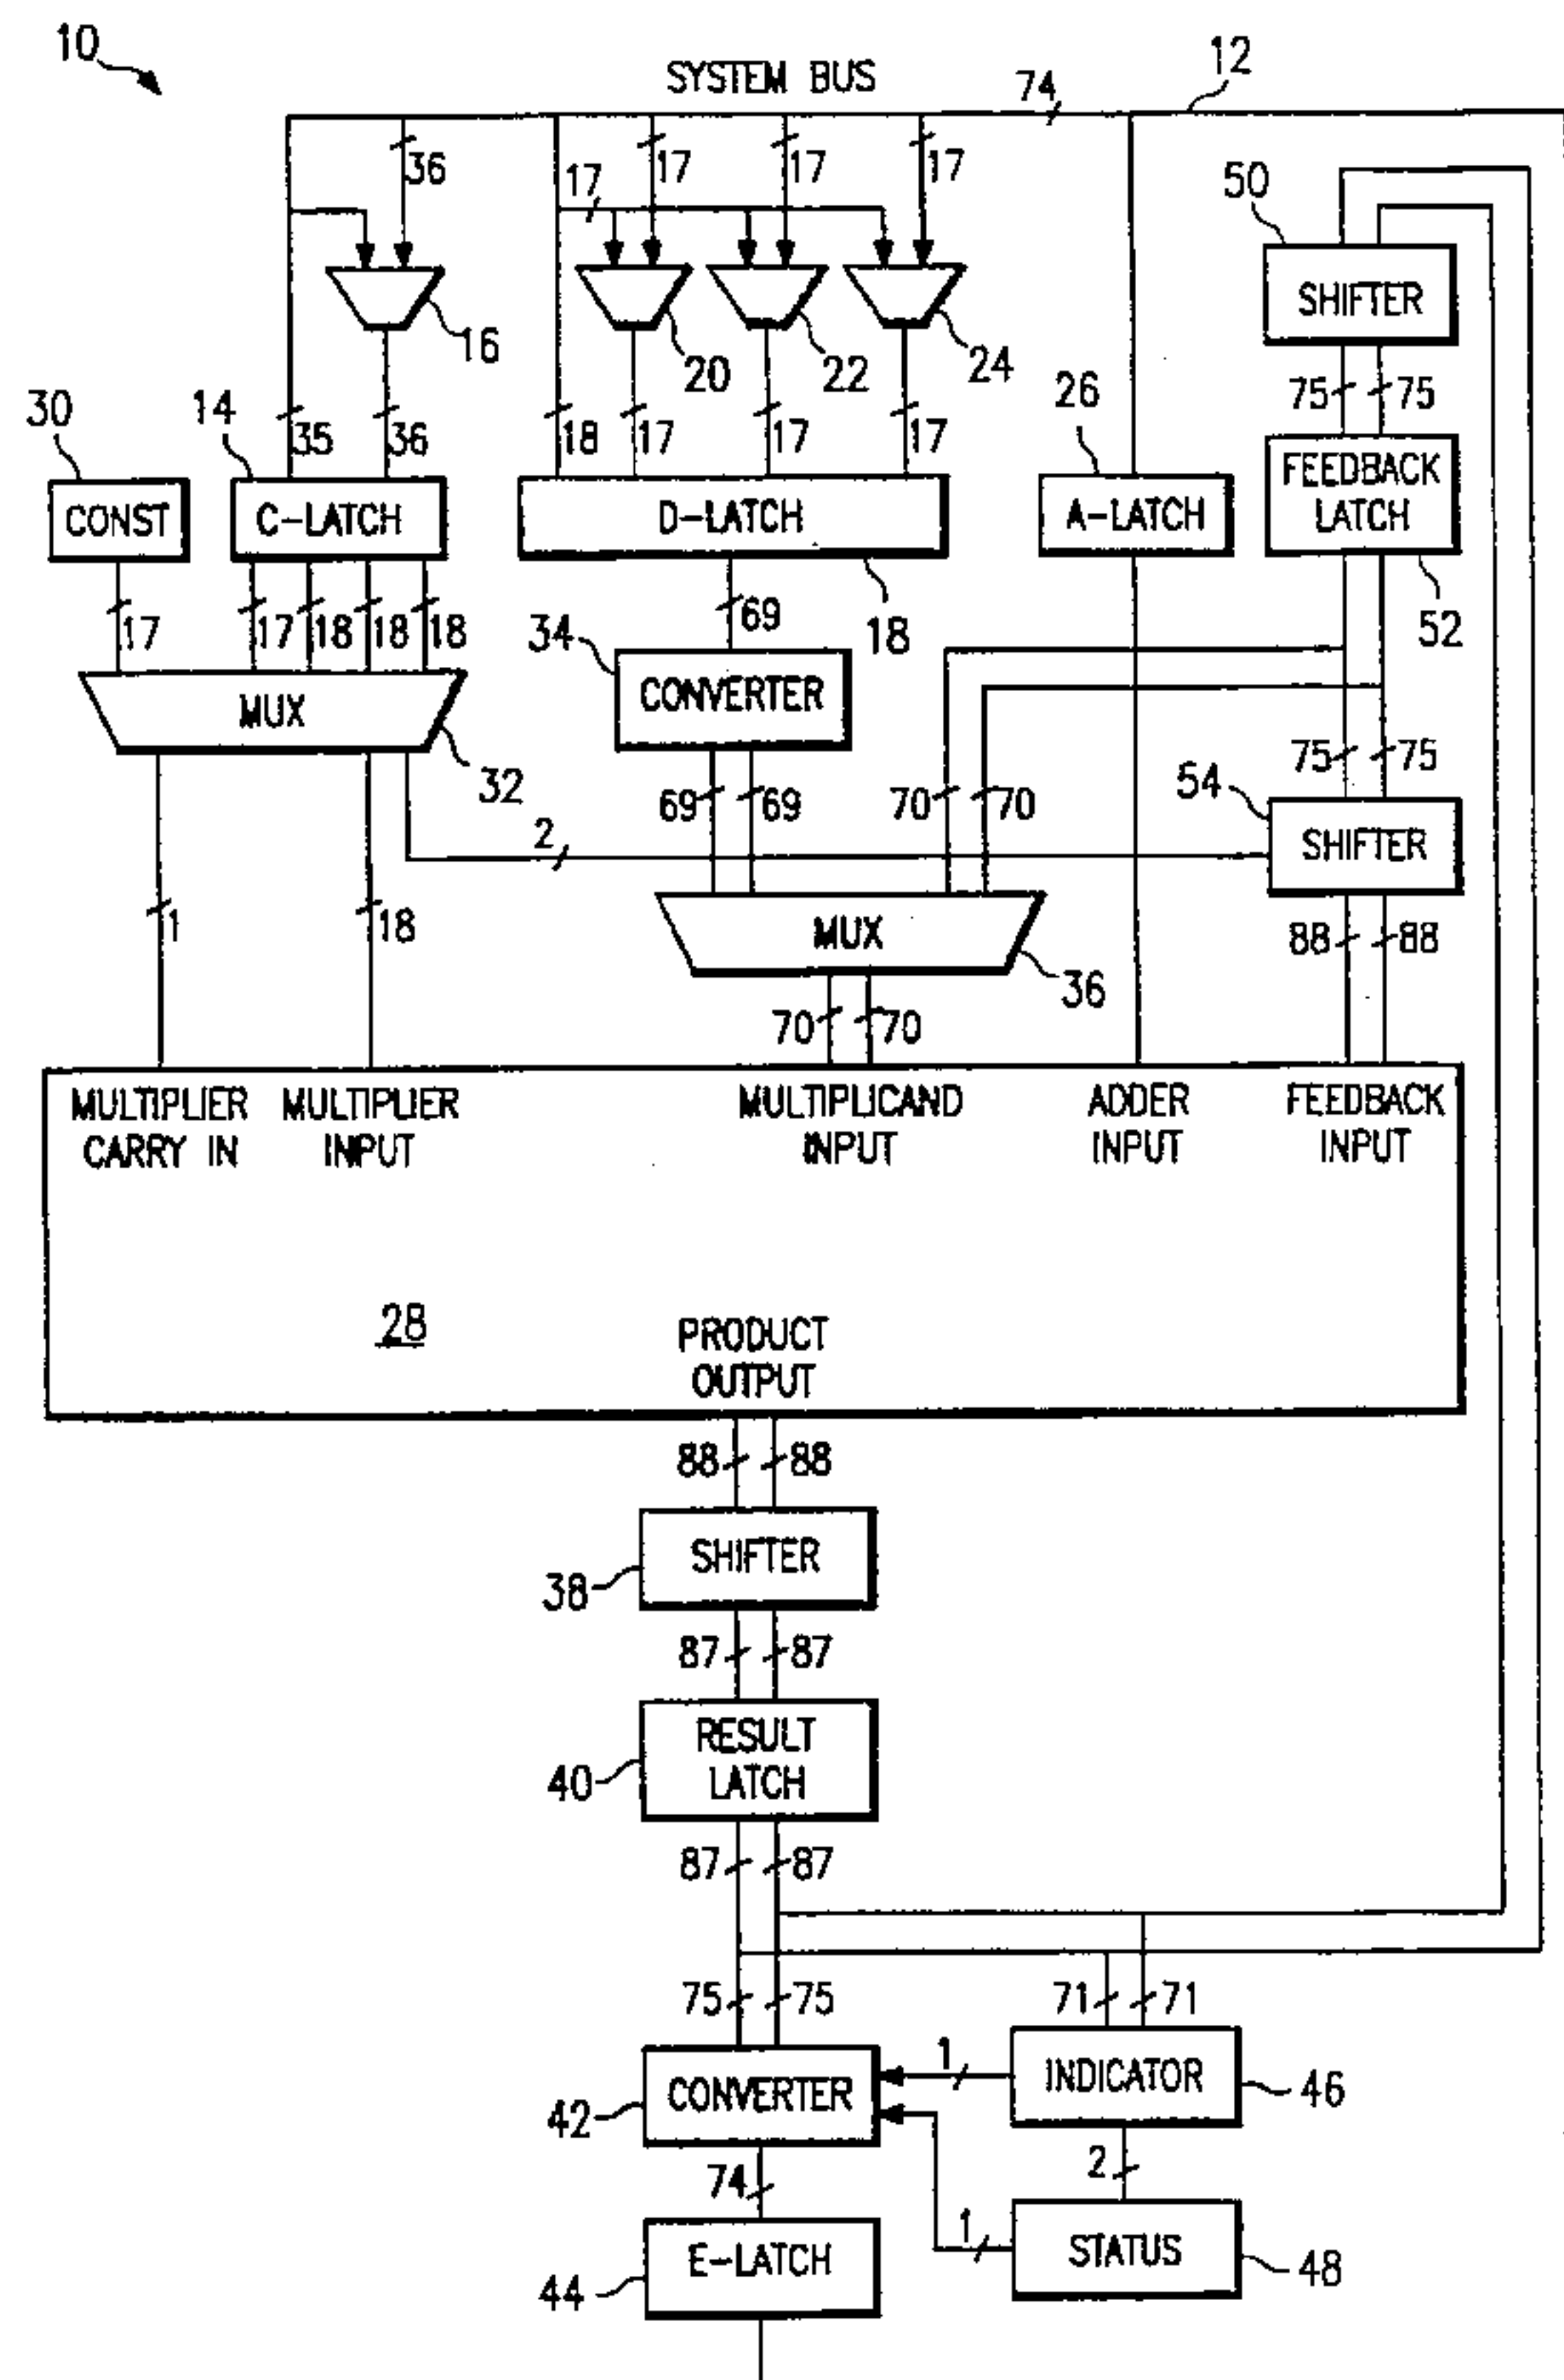 10
SYSTEM BUS
74
12
36
17
17
17
17
50
SHIFTER
16
20
22
24
75
75
30
14
35
36
18
17
17
17
26
FEEDBACK
LATCH
CONST
C-LATCH
D-LATCH
A-LATCH
17
17
18
18
18
69
18
52
34
CONVERTER
MUX
32
75
75
69
69
70
70
54
SHIFTER
2
1
18
MUX
36
88
88
70
70
MULTIPLIER
CARRY IN
MULTIPLIER
INPUT
MULTIPLICAND
INPUT
ADDER
INPUT
FEEDBACK
INPUT
28
PRODUCT
OUTPUT
88
88
SHIFTER
38
87
87
RESULT
LATCH
40
87
87
75
75
71
71
CONVERTER
42
1
INDICATOR
46
74
2
1
E-LATCH
44
STATUS
48